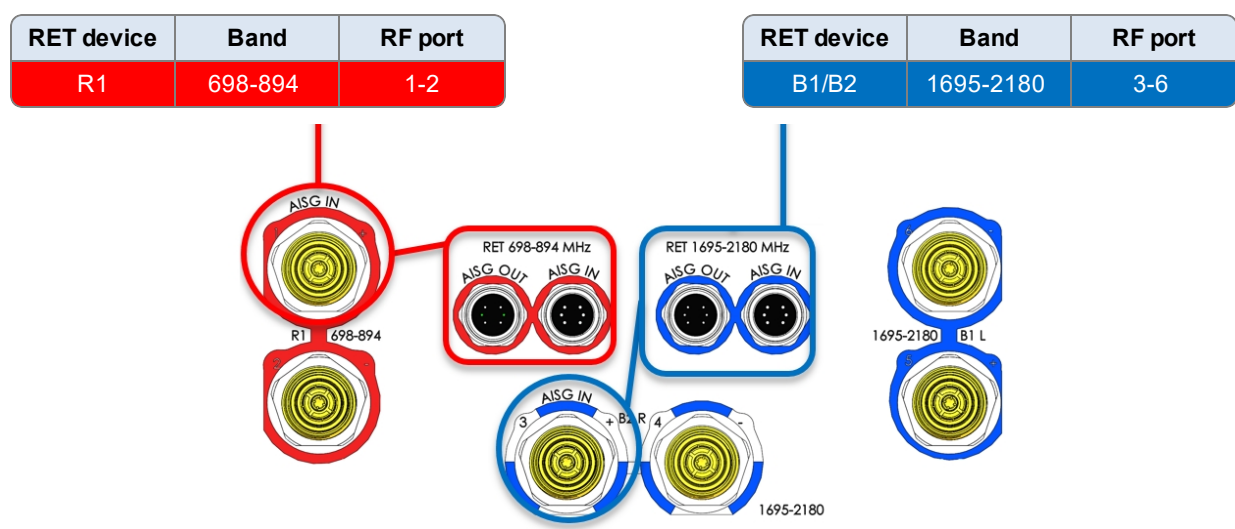 RET device Band RF port
R1 698-894 1-2
RET device Band RF port
B1/B2 1695-2180 3-6
AISG IN
R1 698-894
RET 698-894 MHz
AISG OUT AISG IN
RET 1695-2180 MHz
AISG OUT AISG IN
1695-2180 B1 L
AISG IN
3 + B2 R 4 -
1695-2180